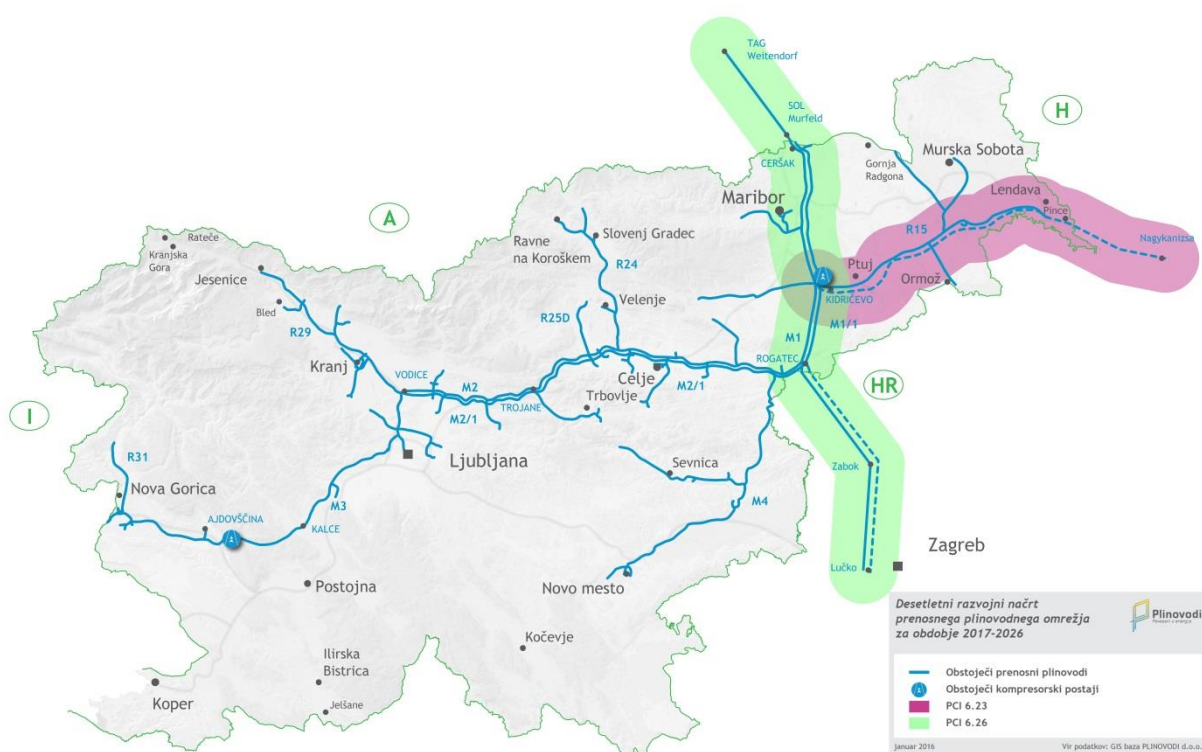 TAG
Weitendorf
SOL
Murfeld
H
CERŠAK
Gornja
Radgona
Murska Sobota
A
Maribor
Lendava
Pince
Rateče
Kranjska
Gora
Ravne
na Koroškem
Slovenj Gradec
R15
Nagykanizsa
Jesenice
R24
Ptuj
Ormož
KIDRIČEVO
Bled
Velenje
R29
R25D
M1
M1/1
Kranj
ROGATEC
VODICE
M2
Celje
M2/1
HR
TROJANE
Trbovlje
M2/1
I
Ljubljana
R31
Sevnica
Zabok
Nova Gorica
M3
M4
AJDOVŠČINA
KALCE
Zagreb
Lučko
Postojna
Novo mesto
Kočevje
Ilirska
Bistrica
Koper
Jelšane
Desetletni razvojni načrt
prenosnega plinovodnega omrežja
za obdobje 2017-2026
Plinovodi
Obstoječi prenosni plinovodi
Obstoječi kompresorski postaji
PCI 6.23
PCI 6.26
januar 2016
Vir podatkov: GIS baza PLINOVODI d.o.o.